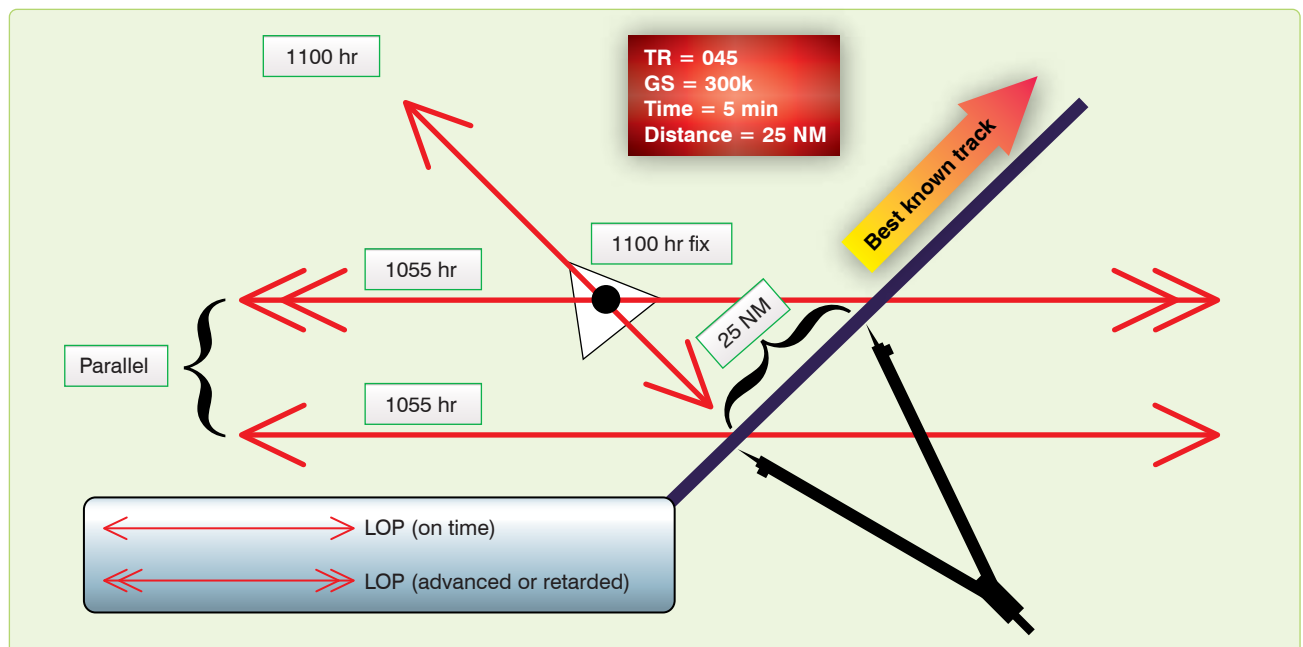 1100 hr
TR = 045
GS = 300k
Time = 5 min
Distance = 25 NM
Best known track
1100 hr fix
1055 hr
25 NM
Parallel
1055 hr
LOP (on time)
LOP (advanced or retarded)